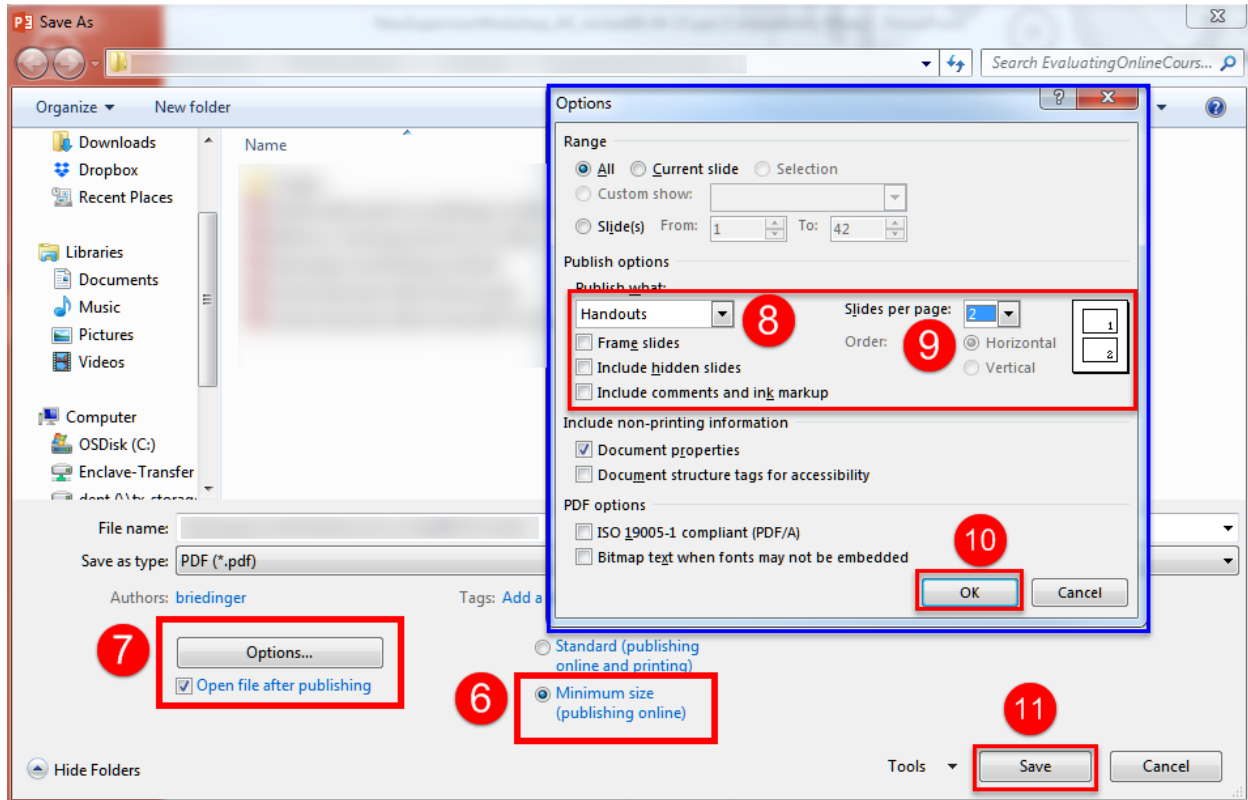 Save As
Search EvaluatingOnlineCours...
Organize
New folder
Downloads
Dropbox
Recent Places
Libraries
Documents
Music
Pictures
Videos
Computer
OSDisk (C:)
Enclave-Transfer
Name
Options
Range
All Current slide Selection
Custom show:
Slide(s) From: 1 To: 42
Publish options
Publish what:
Handouts 8 Slides per page: 2
Frame slides Order: 9 Horizontal
Include hidden slides Vertical
Include comments and ink markup
1
2
Include non-printing information
Document properties
Document structure tags for accessibility
PDF options
ISO 19005-1 compliant (PDF/A)
Bitmap text when fonts may not be embedded
10
OK Cancel
File name:
Save as type: PDF (*.pdf)
Authors: briedinger Tags: Add a
7
Options...
Open file after publishing
Standard (publishing
online and printing)
6
Minimum size
(publishing online)
11
Hide Folders
Tools Save Cancel